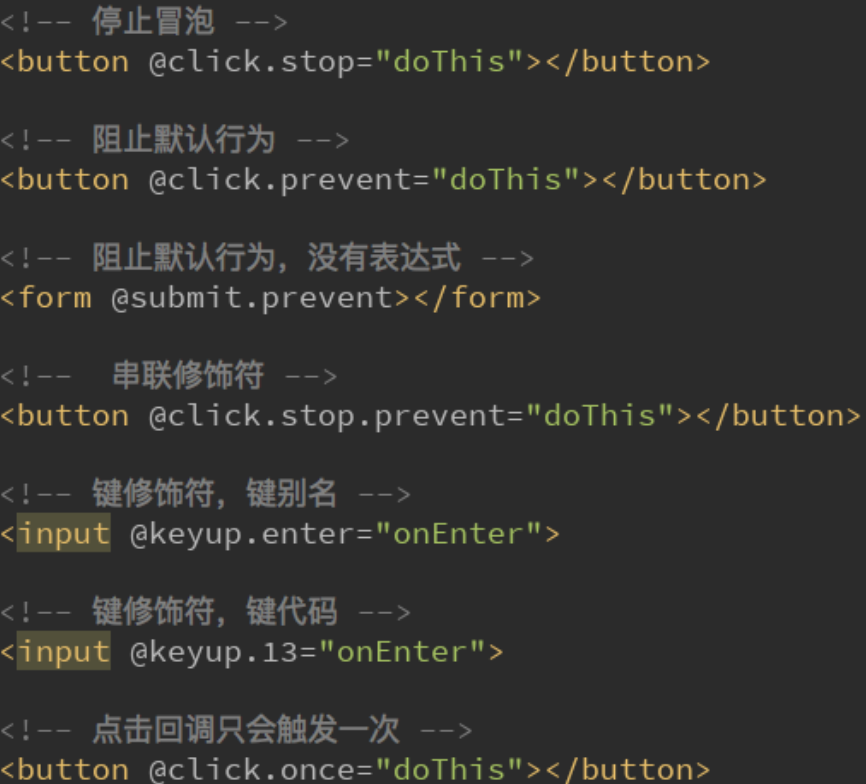 <!-- 停止冒泡 -->
<button @click.stop="doThis"></button>
<!-- 阻止默认行为 -->
<button @click.prevent="doThis"></button>
<!-- 阻止默认行为，没有表达式 -->
<form @submit.prevent></form>
<!--  串联修饰符 -->
<button @click.stop.prevent="doThis"></button>
<!-- 键修饰符，键别名 -->
<input @keyup.enter="onEnter">
<!-- 键修饰符，键代码 -->
<input @keyup.13="onEnter">
<!-- 点击回调只会触发一次 -->
<button @click.once="doThis"></button>